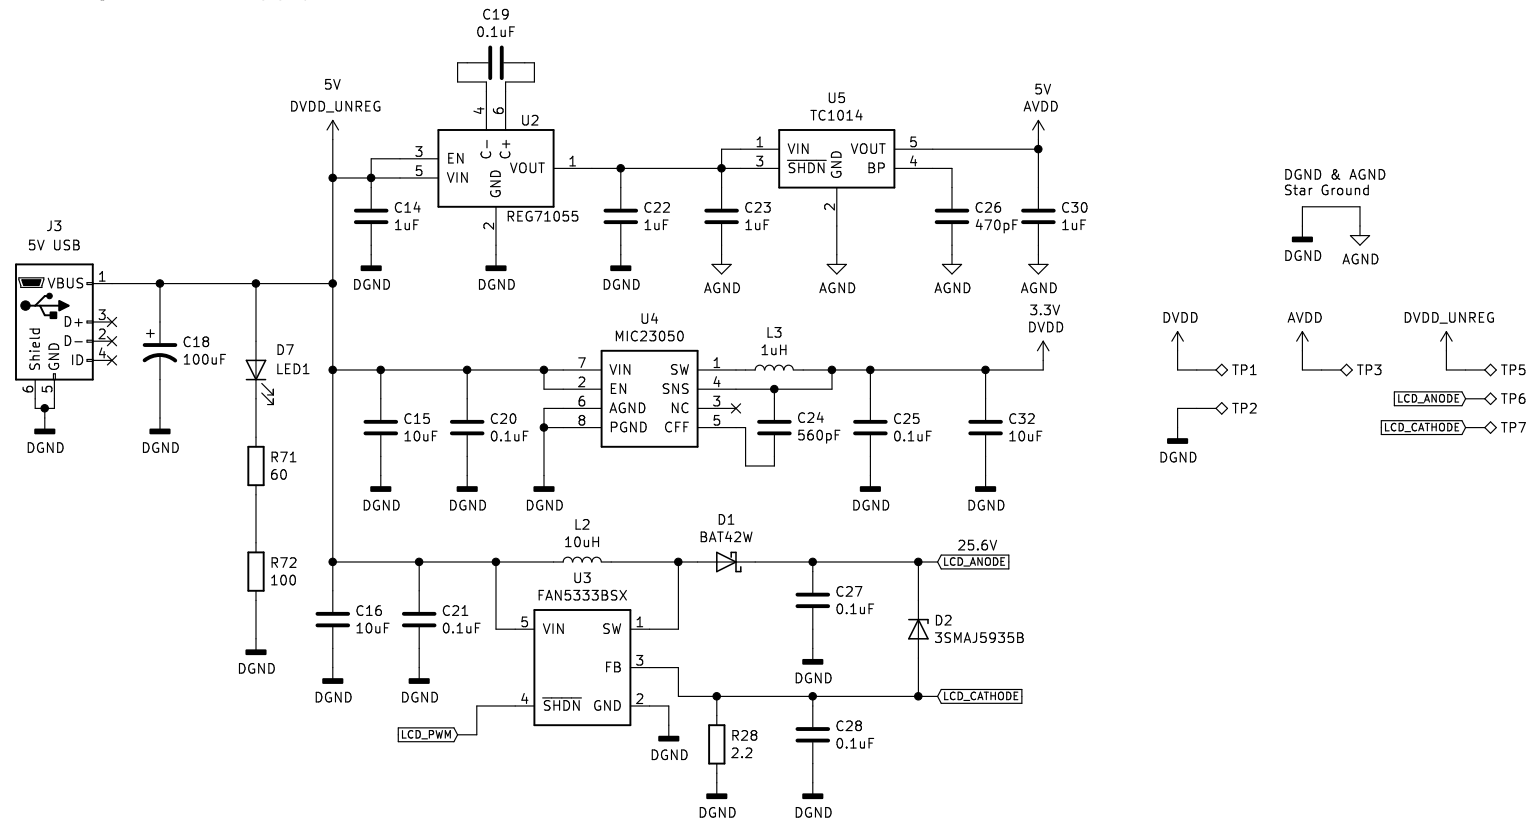 C19
0.1uF
5V
DVDD_UNREG
4
6
U2
C-
C+
3
EN
5
VIN
GND
VOUT
1
2
REG71055
C14
1uF
DGND
DGND
C22
1uF
DGND
C23
1uF
AGND
U5
TC1014
1
VIN
3
SHDN
GND
VOUT
5
BP
4
2
AGND
C26
470pF
AGND
5V
AVDD
C30
1uF
AGND
DGND & AGND
Star Ground
DGND
AGND
J3
5V USB
VBUS
1
D+
3
D-
2
ID
4
Shield
GND
6
5
DGND
C18
100uF
DGND
D7
LED1
R71
60
R72
100
DGND
U4
MIC23050
7
VIN
2
EN
6
AGND
8
PGND
SW
1
SNS
4
NC
3
CFF
5
L3
1uH
3.3V
DVDD
C15
10uF
DGND
C20
0.1uF
DGND
DGND
C24
560pF
C25
0.1uF
DGND
C32
10uF
DGND
DVDD
TP1
TP2
DGND
AVDD
TP3
DVDD_UNREG
TP5
LCD_ANODE
TP6
LCD_CATHODE
TP7
L2
10uH
U3
FAN5333BSX
5
VIN
SW
1
FB
3
4
SHDN
GND
2
LCD_PWM
DGND
C16
10uF
DGND
C21
0.1uF
DGND
D1
BAT42W
25.6V
LCD_ANODE
C27
0.1uF
DGND
D2
3SMAJ5935B
LCD_CATHODE
R28
2.2
DGND
C28
0.1uF
DGND